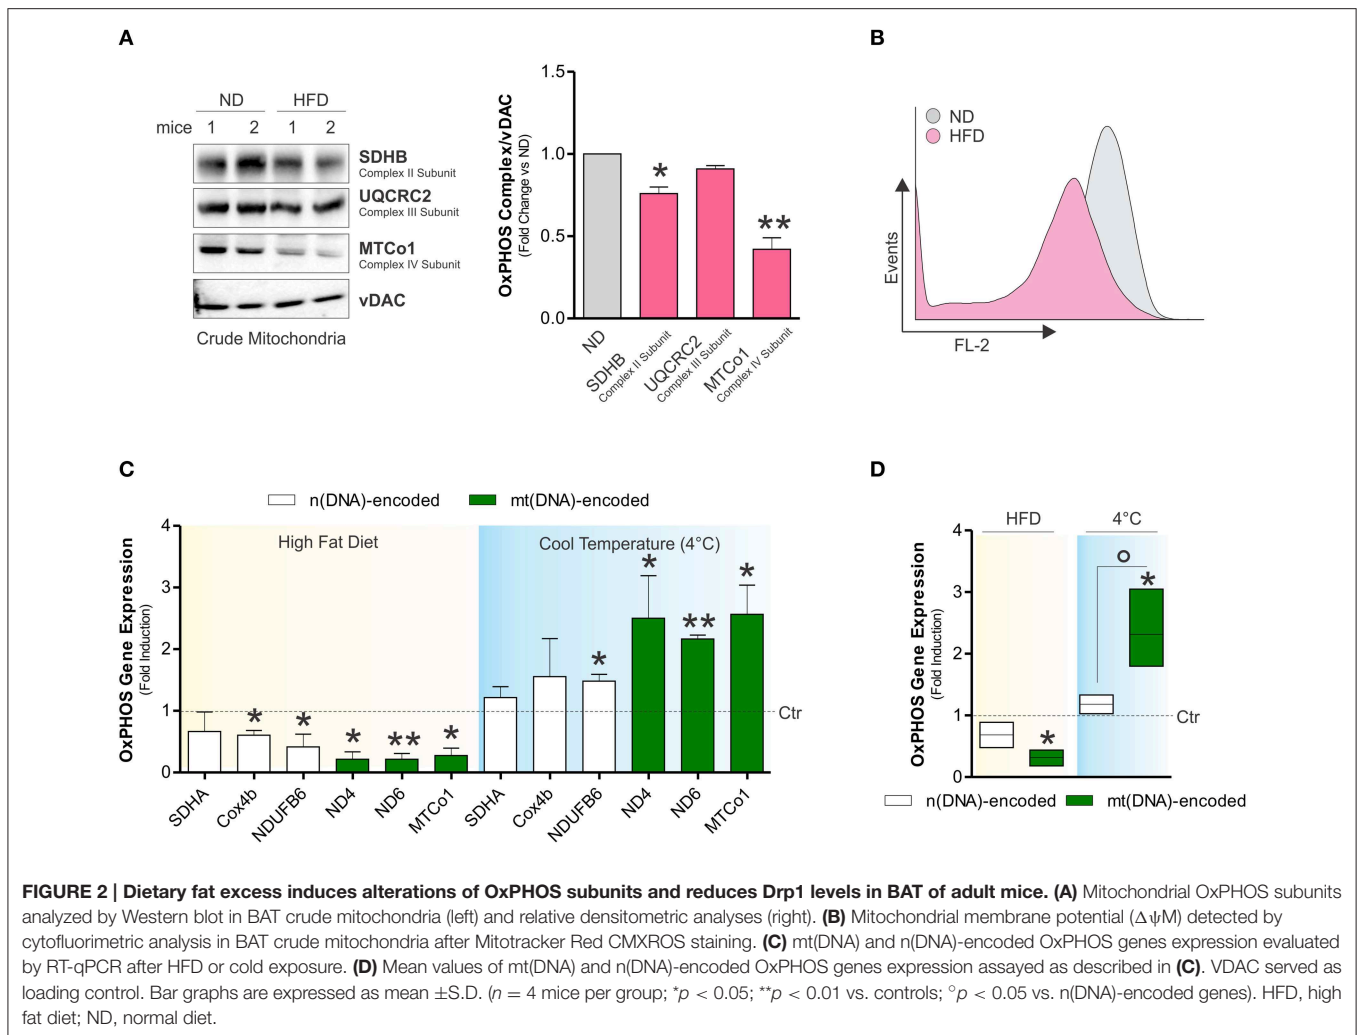 A
ND HFD
mice 1 2 1 2
SDHB
Complex II Subunit
UQCRC2
Complex III Subunit
MTCo1
Complex IV Subunit
vDAC
Crude Mitochondria
OxPHOS Complex/vDAC
(Fold Change vs ND)
1.5
1.0
0.5
0.0
*
**
ND
SDHB
Complex II Subunit
UQCRC2
Complex III Subunit
MTCo1
Complex IV Subunit
B
ND
HFD
Events
FL-2
C
n(DNA)-encoded mt(DNA)-encoded
OxPHOS Gene Expression
(Fold Induction)
4
3
2
1
0
High Fat Diet Cool Temperature (4°C)
* * * ** * * * ** *
Ctr
SDHA Cox4b NDUFB6 ND4 ND6 MTCo1 SDHA Cox4b NDUFB6 ND4 ND6 MTCo1
D
HFD 4°C
OxPHOS Gene Expression
(Fold Induction)
4
3
2
1
0
*
° *
Ctr
n(DNA)-encoded mt(DNA)-encoded
FIGURE 2 | Dietary fat excess induces alterations of OxPHOS subunits and reduces Drp1 levels in BAT of adult mice. (A) Mitochondrial OxPHOS subunits
analyzed by Western blot in BAT crude mitochondria (left) and relative densitometric analyses (right). (B) Mitochondrial membrane potential (ΔψM) detected by
cytofluorimetric analysis in BAT crude mitochondria after Mitotracker Red CMXROS staining. (C) mt(DNA) and n(DNA)-encoded OxPHOS genes expression evaluated
by RT-qPCR after HFD or cold exposure. (D) Mean values of mt(DNA) and n(DNA)-encoded OxPHOS genes expression assayed as described in (C). VDAC served as
loading control. Bar graphs are expressed as mean ±S.D. (n = 4 mice per group; *p < 0.05; **p < 0.01 vs. controls; °p < 0.05 vs. n(DNA)-encoded genes). HFD, high
fat diet; ND, normal diet.